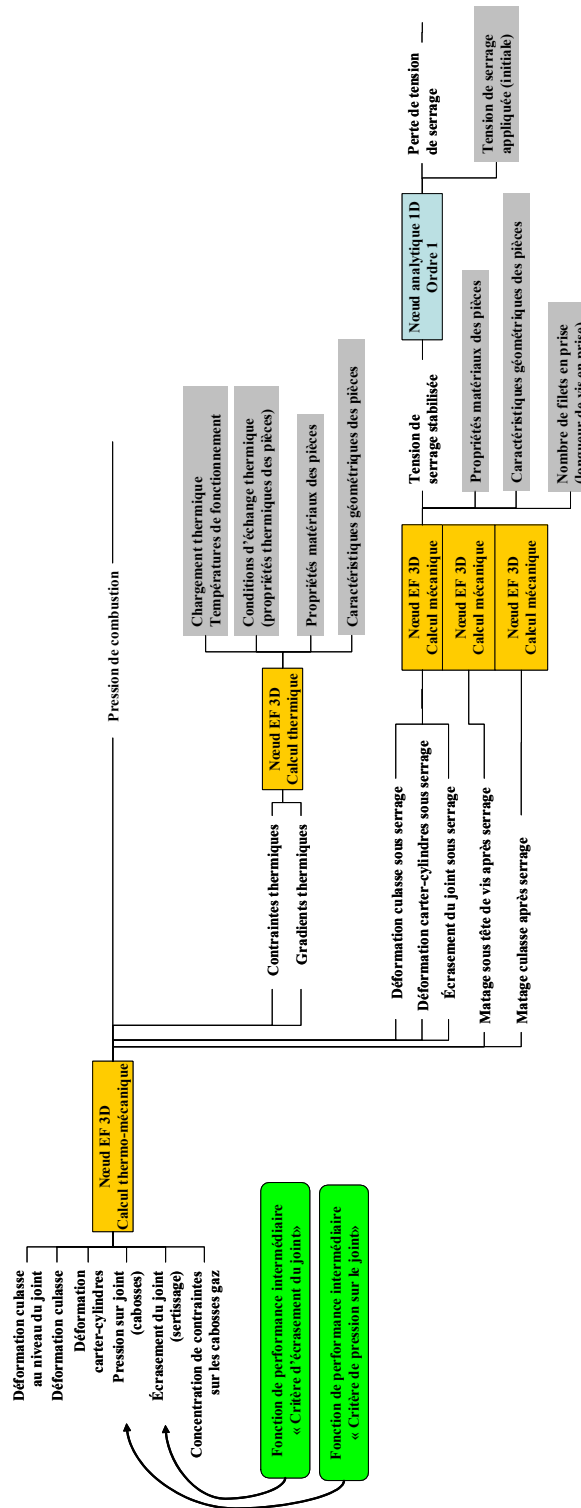 Déformation culasse
au niveau du joint
Déformation culasse
Déformation
carter-cylindres
Pression sur joint
(cabosses)
Écrasement du joint
(sertissage)
Concentration de contraintes
sur les cabosses gaz
Nœud EF 3D
Calcul thermo-mécanique
Pression de combustion
Fonction de performance intermédiaire
« Critère d'écrasement du joint»
Fonction de performance intermédiaire
« Critère de pression sur le joint»
Contraintes thermiques
Gradients thermiques
Nœud EF 3D
Calcul thermique
Chargement thermique
Températures de fonctionnement
Conditions d'échange thermique
(propriétés thermiques des pièces)
Propriétés matériaux des pièces
Caractéristiques géométriques des pièces
Déformation culasse sous serrage
Déformation carter-cylindres sous serrage
Écrasement du joint sous serrage
Matage sous tête de vis après serrage
Matage culasse après serrage
Nœud EF 3D
Calcul mécanique
Nœud EF 3D
Calcul mécanique
Nœud EF 3D
Calcul mécanique
Tension de
serrage stabilisée
Propriétés matériaux des pièces
Caractéristiques géométriques des pièces
Nombre de filets en prise
(longueur de vis en prise)
Nœud analytique 1D
Ordre 1
Perte de tension
de serrage
Tension de serrage
appliquée (initiale)